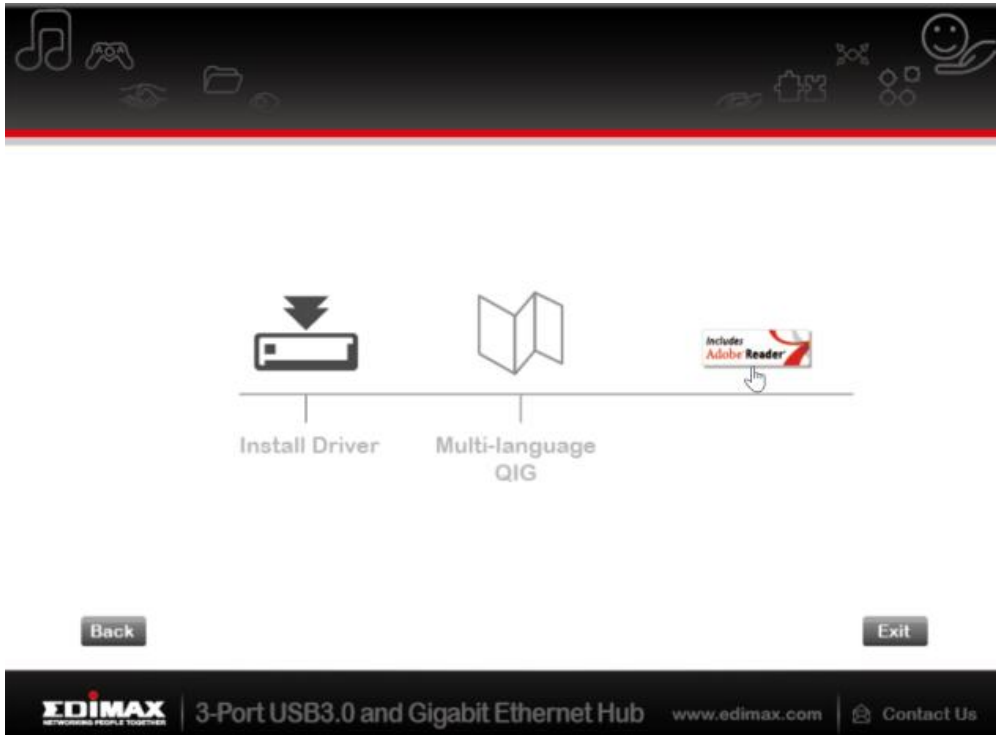 Includes
Adobe Reader
Install Driver
Multi-language
QIG
Back
Exit
EDIMAX
NETWORKING PEOPLE TOGETHER
3-Port USB3.0 and Gigabit Ethernet Hub
www.edimax.com
Contact Us